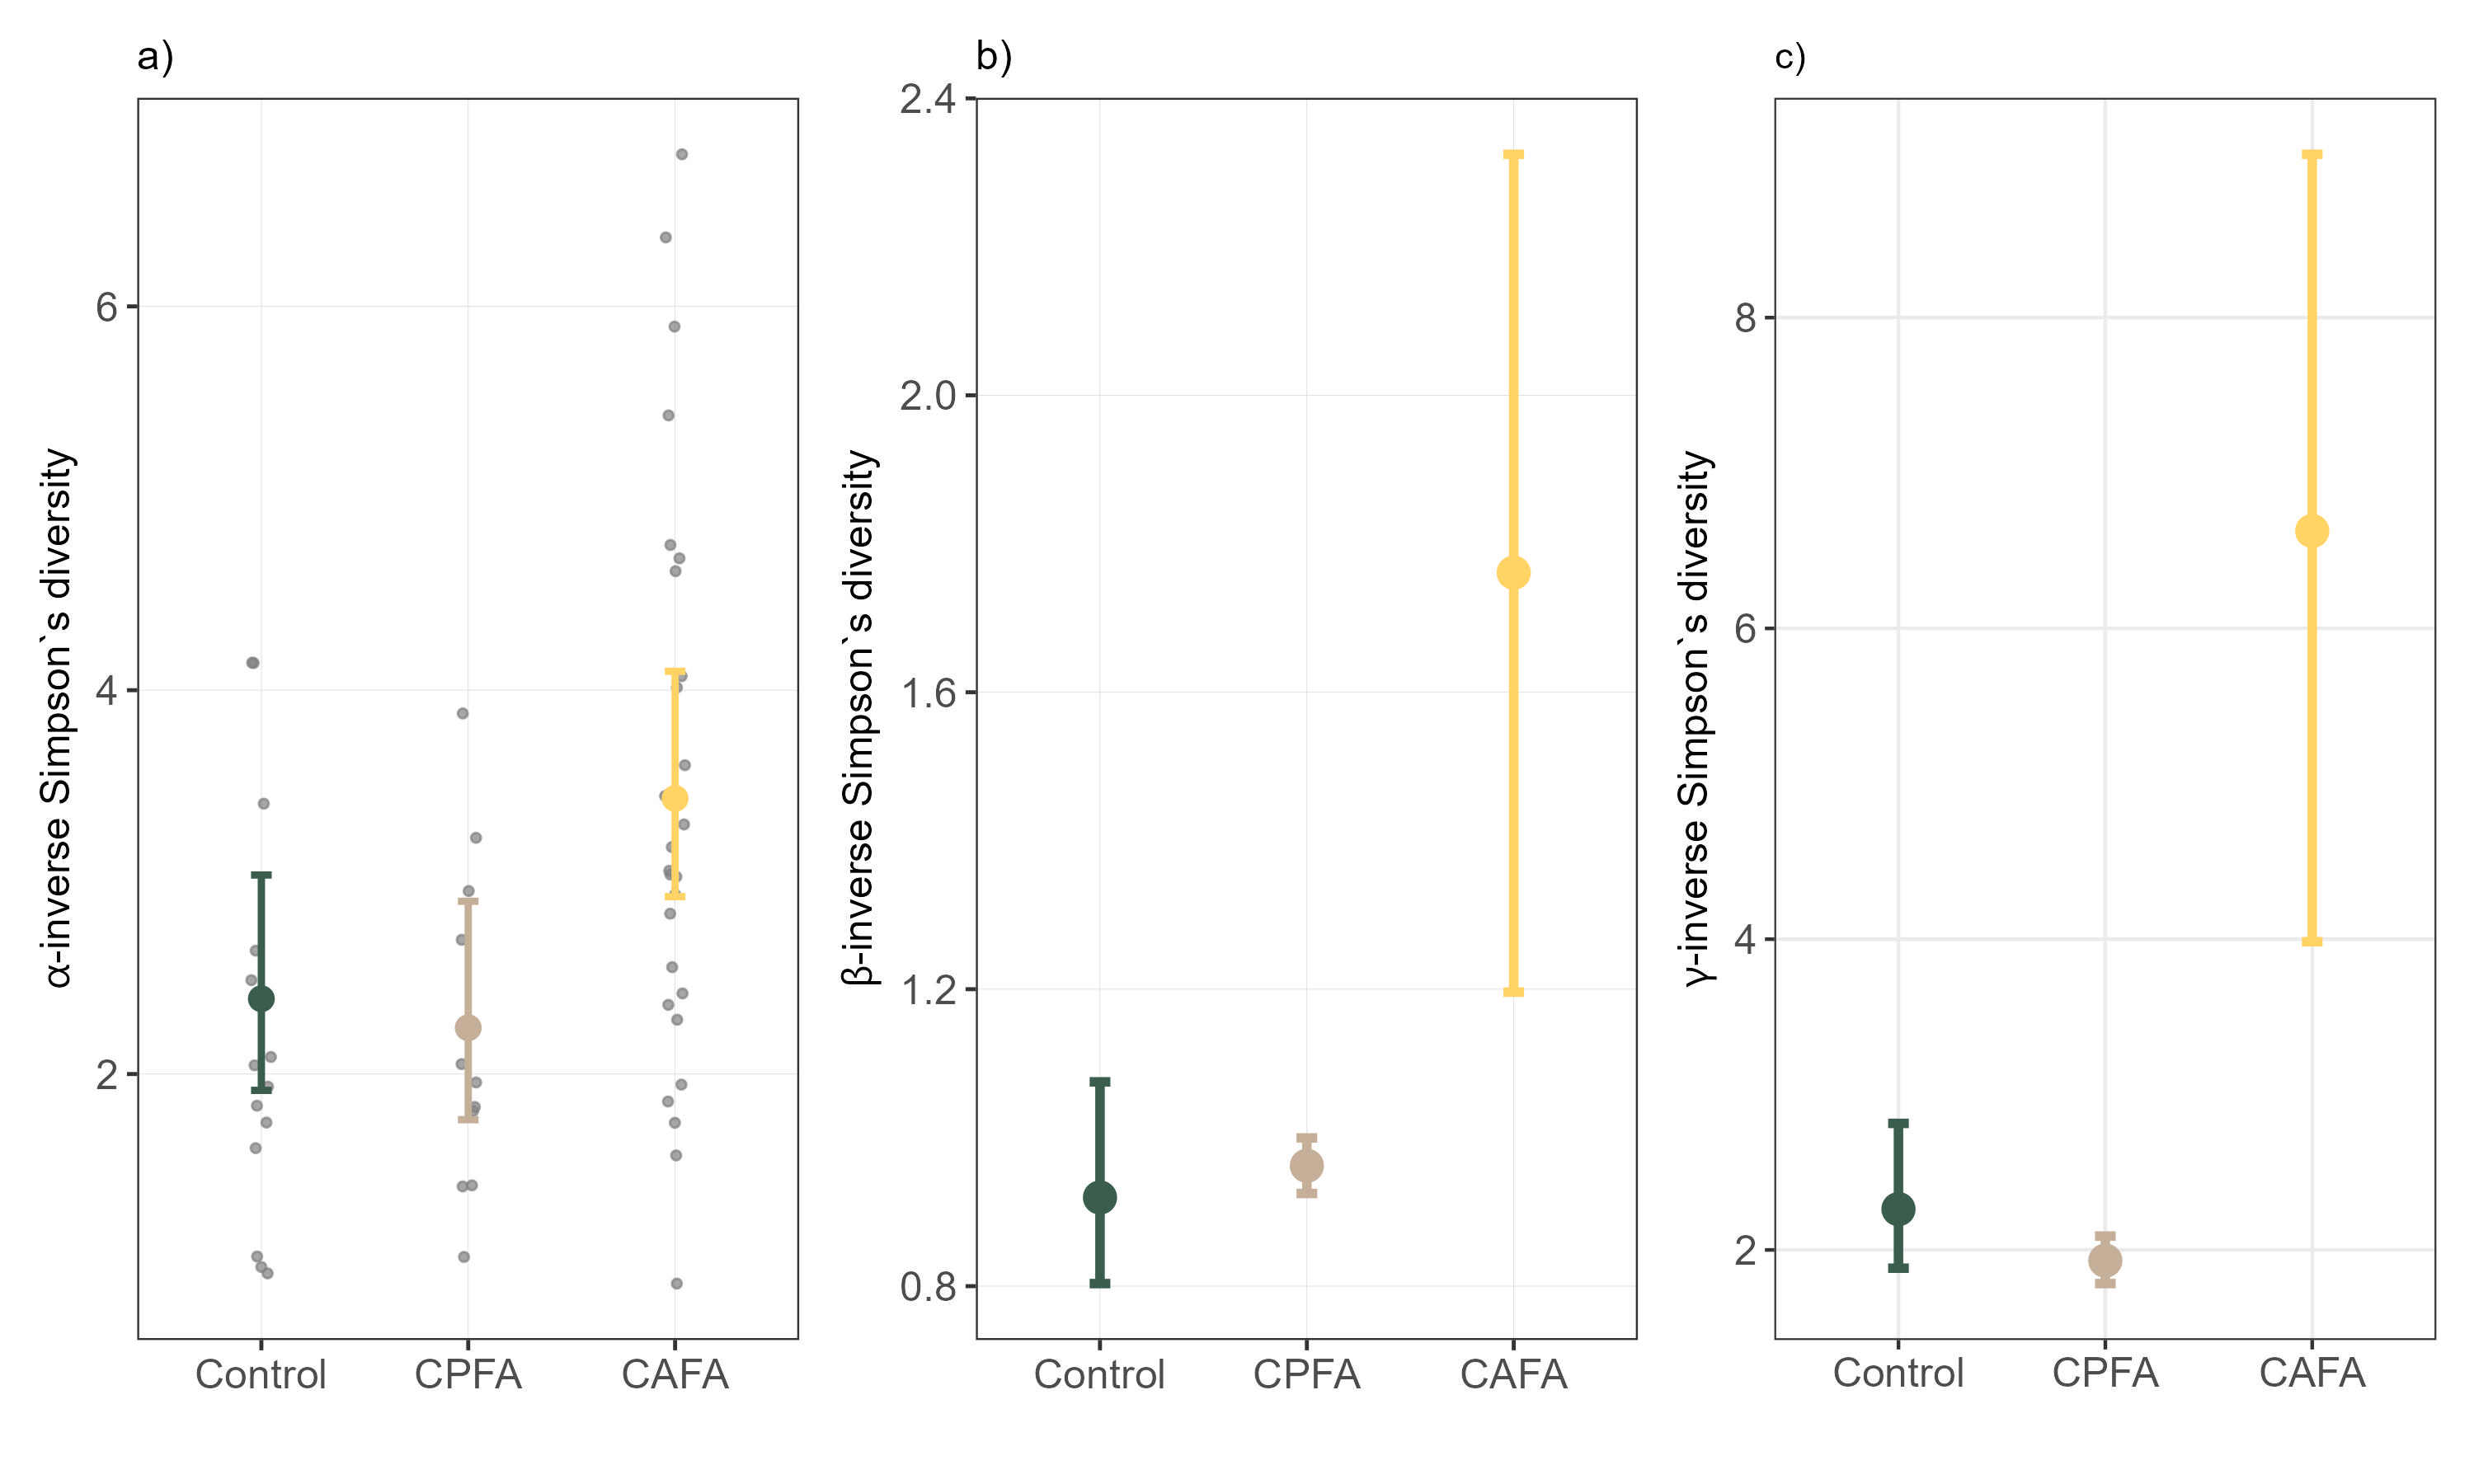 a)
α-inverse Simpson`s diversity
6
4
2
Control CPFA CAFA
b)
β-inverse Simpson`s diversity
2.4
2.0
1.6
1.2
0.8
Control CPFA CAFA
c)
γ-inverse Simpson`s diversity
8
6
4
2
Control CPFA CAFA